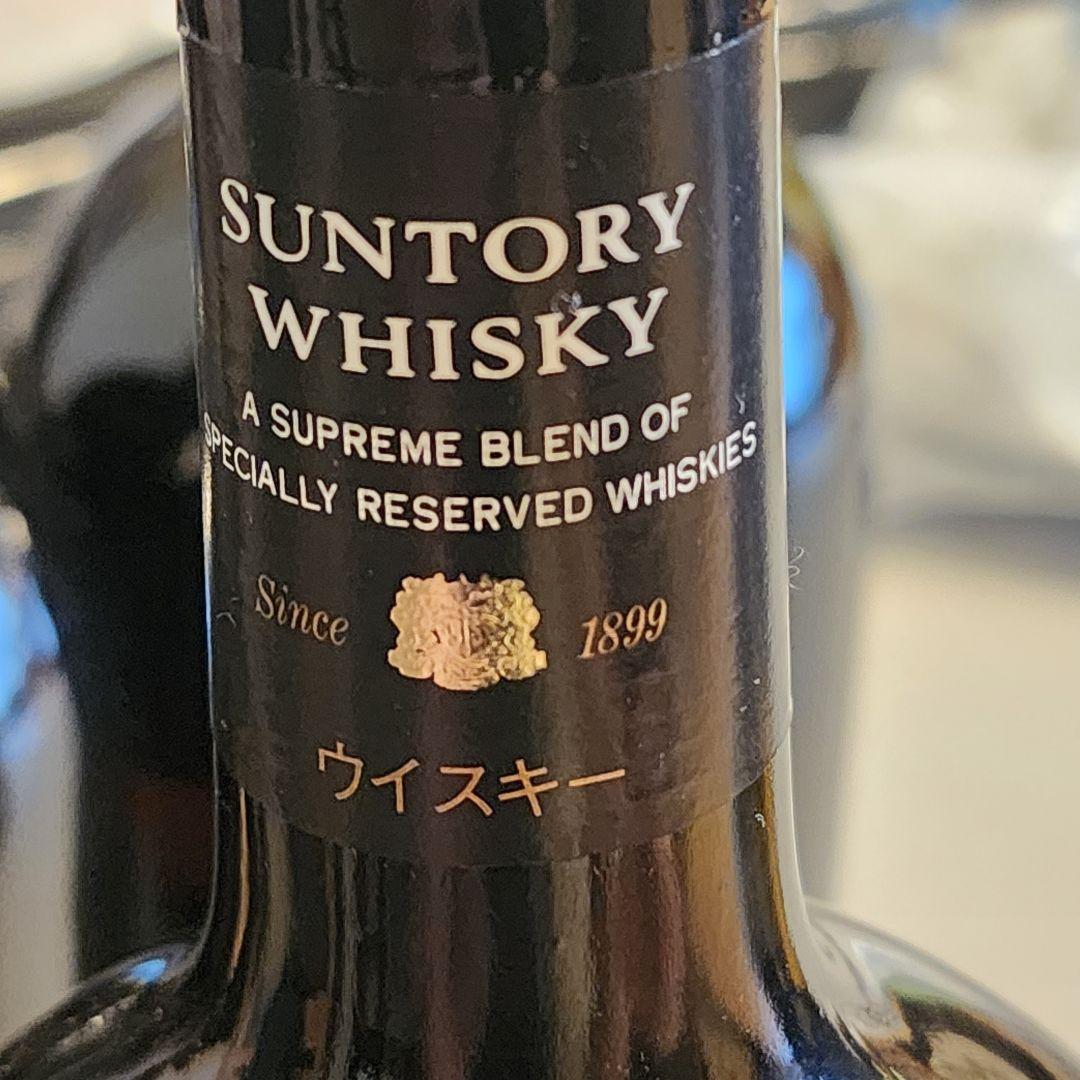 SUNTORY
WHISKY
A SUPREME BLEND OF
SPECIALLY RESERVED WHISKIES
Since 1899
ウイスキー